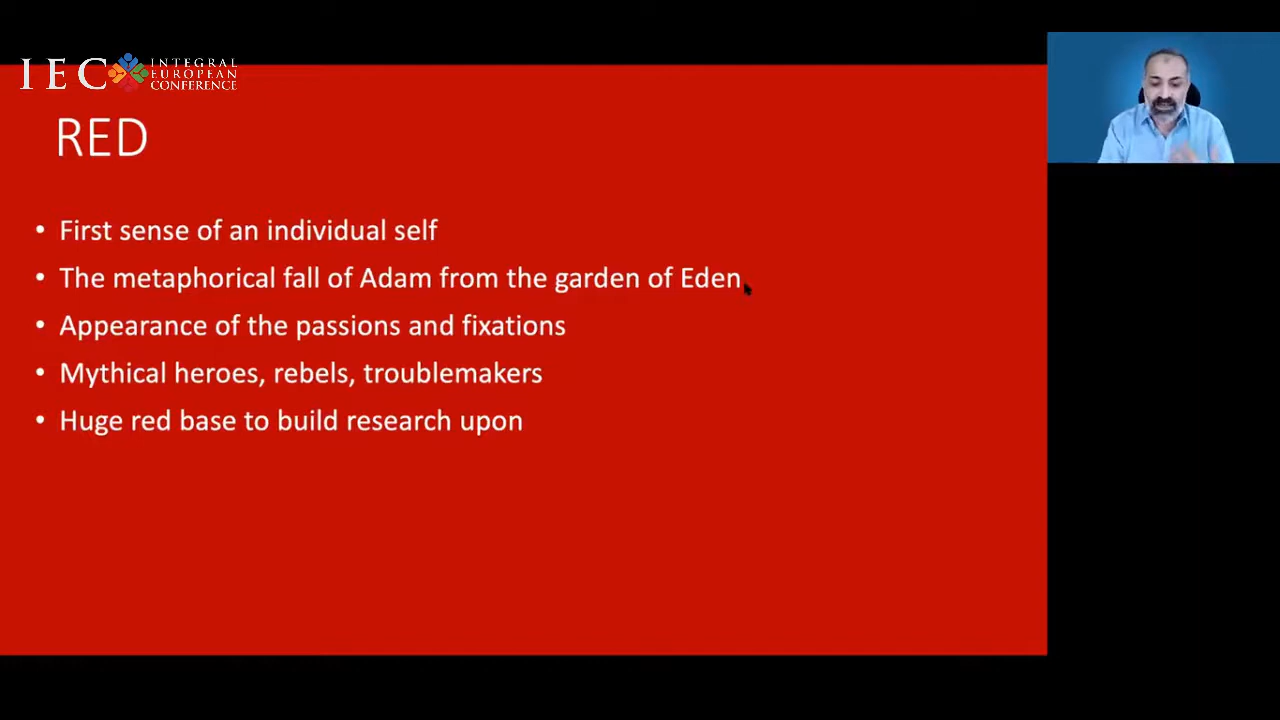 IEC INTEGRAL
EUROPEAN
CONFERENCE
RED
• First sense of an individual self
• The metaphorical fall of Adam from the garden of Eden
• Appearance of the passions and fixations
• Mythical heroes, rebels, troublemakers
• Huge red base to build research upon